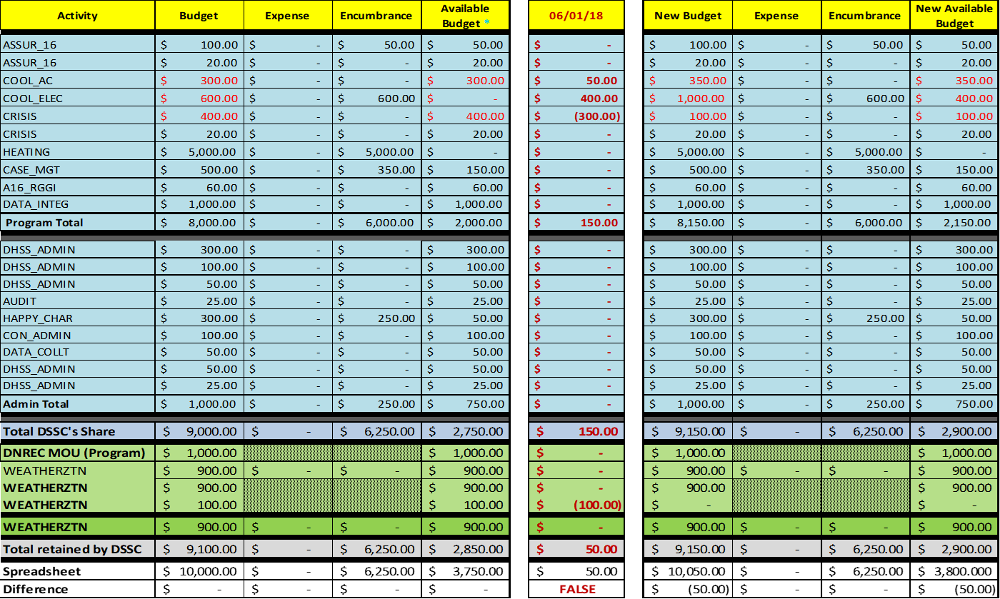 Activity Budget Expense Encumbrance Available Budget * 06/01/18 New Budget Expense Encumbrance New Available Budget
ASSUR_16 $ 100.00 $ - $ 50.00 $ 50.00 $ - $ 100.00 $ - $ 50.00 $ 50.00
ASSUR_16 $ 20.00 $ - $ - $ 20.00 $ - $ 20.00 $ - $ - $ 20.00
COOL_AC $ 300.00 $ - $ - $ 300.00 $ 50.00 $ 350.00 $ - $ - $ 350.00
COOL_ELEC $ 600.00 $ - $ 600.00 $ - $ 400.00 $ 1,000.00 $ - $ 600.00 $ 400.00
CRISIS $ 400.00 $ - $ - $ 400.00 $ (300.00) $ 100.00 $ - $ - $ 100.00
CRISIS $ 20.00 $ - $ - $ 20.00 $ - $ 20.00 $ - $ - $ 20.00
HEATING $ 5,000.00 $ - $ 5,000.00 $ - $ - $ 5,000.00 $ - $ 5,000.00 $ -
CASE_MGT $ 500.00 $ - $ 350.00 $ 150.00 $ - $ 500.00 $ - $ 350.00 $ 150.00
A16_RGGI $ 60.00 $ - $ - $ 60.00 $ - $ 60.00 $ - $ - $ 60.00
DATA_INTEG $ 1,000.00 $ - $ - $ 1,000.00 $ - $ 1,000.00 $ - $ - $ 1,000.00
Program Total $ 8,000.00 $ - $ 6,000.00 $ 2,000.00 $ 150.00 $ 8,150.00 $ - $ 6,000.00 $ 2,150.00
DHSS_ADMIN $ 300.00 $ - $ - $ 300.00 $ - $ 300.00 $ - $ - $ 300.00
DHSS_ADMIN $ 100.00 $ - $ - $ 100.00 $ - $ 100.00 $ - $ - $ 100.00
DHSS_ADMIN $ 50.00 $ - $ - $ 50.00 $ - $ 50.00 $ - $ - $ 50.00
AUDIT $ 25.00 $ - $ - $ 25.00 $ - $ 25.00 $ - $ - $ 25.00
HAPPY_CHAR $ 300.00 $ - $ 250.00 $ 50.00 $ - $ 300.00 $ - $ 250.00 $ 50.00
CON_ADMIN $ 100.00 $ - $ - $ 100.00 $ - $ 100.00 $ - $ - $ 100.00
DATA_COLLT $ 50.00 $ - $ - $ 50.00 $ - $ 50.00 $ - $ - $ 50.00
DHSS_ADMIN $ 50.00 $ - $ - $ 50.00 $ - $ 50.00 $ - $ - $ 50.00
DHSS_ADMIN $ 25.00 $ - $ - $ 25.00 $ - $ 25.00 $ - $ - $ 25.00
Admin Total $ 1,000.00 $ - $ 250.00 $ 750.00 $ - $ 1,000.00 $ - $ 250.00 $ 750.00
Total DSSC's Share $ 9,000.00 $ - $ 6,250.00 $ 2,750.00 $ 150.00 $ 9,150.00 $ - $ 6,250.00 $ 2,900.00
DNREC MOU (Program) $ 1,000.00 $ 1,000.00 $ - $ 1,000.00 $ 1,000.00
WEATHERZTN $ 900.00 $ - $ - $ 900.00 $ - $ 900.00 $ - $ - $ 900.00
WEATHERZTN $ 900.00 $ 900.00 $ - $ 900.00 $ 900.00
WEATHERZTN $ 100.00 $ 100.00 $ (100.00) $ - $ -
WEATHERZTN $ 900.00 $ - $ - $ 900.00 $ - $ 900.00 $ - $ - $ 900.00
Total retained by DSSC $ 9,100.00 $ - $ 6,250.00 $ 2,850.00 $ 50.00 $ 9,150.00 $ - $ 6,250.00 $ 2,900.00
Spreadsheet $ 10,000.00 $ - $ 6,250.00 $ 3,750.00 $ 50.00 $ 10,050.00 $ - $ 6,250.00 $ 3,800.000
Difference $ - $ - $ - $ - FALSE $ (50.00) $ - $ - $ (50.00)